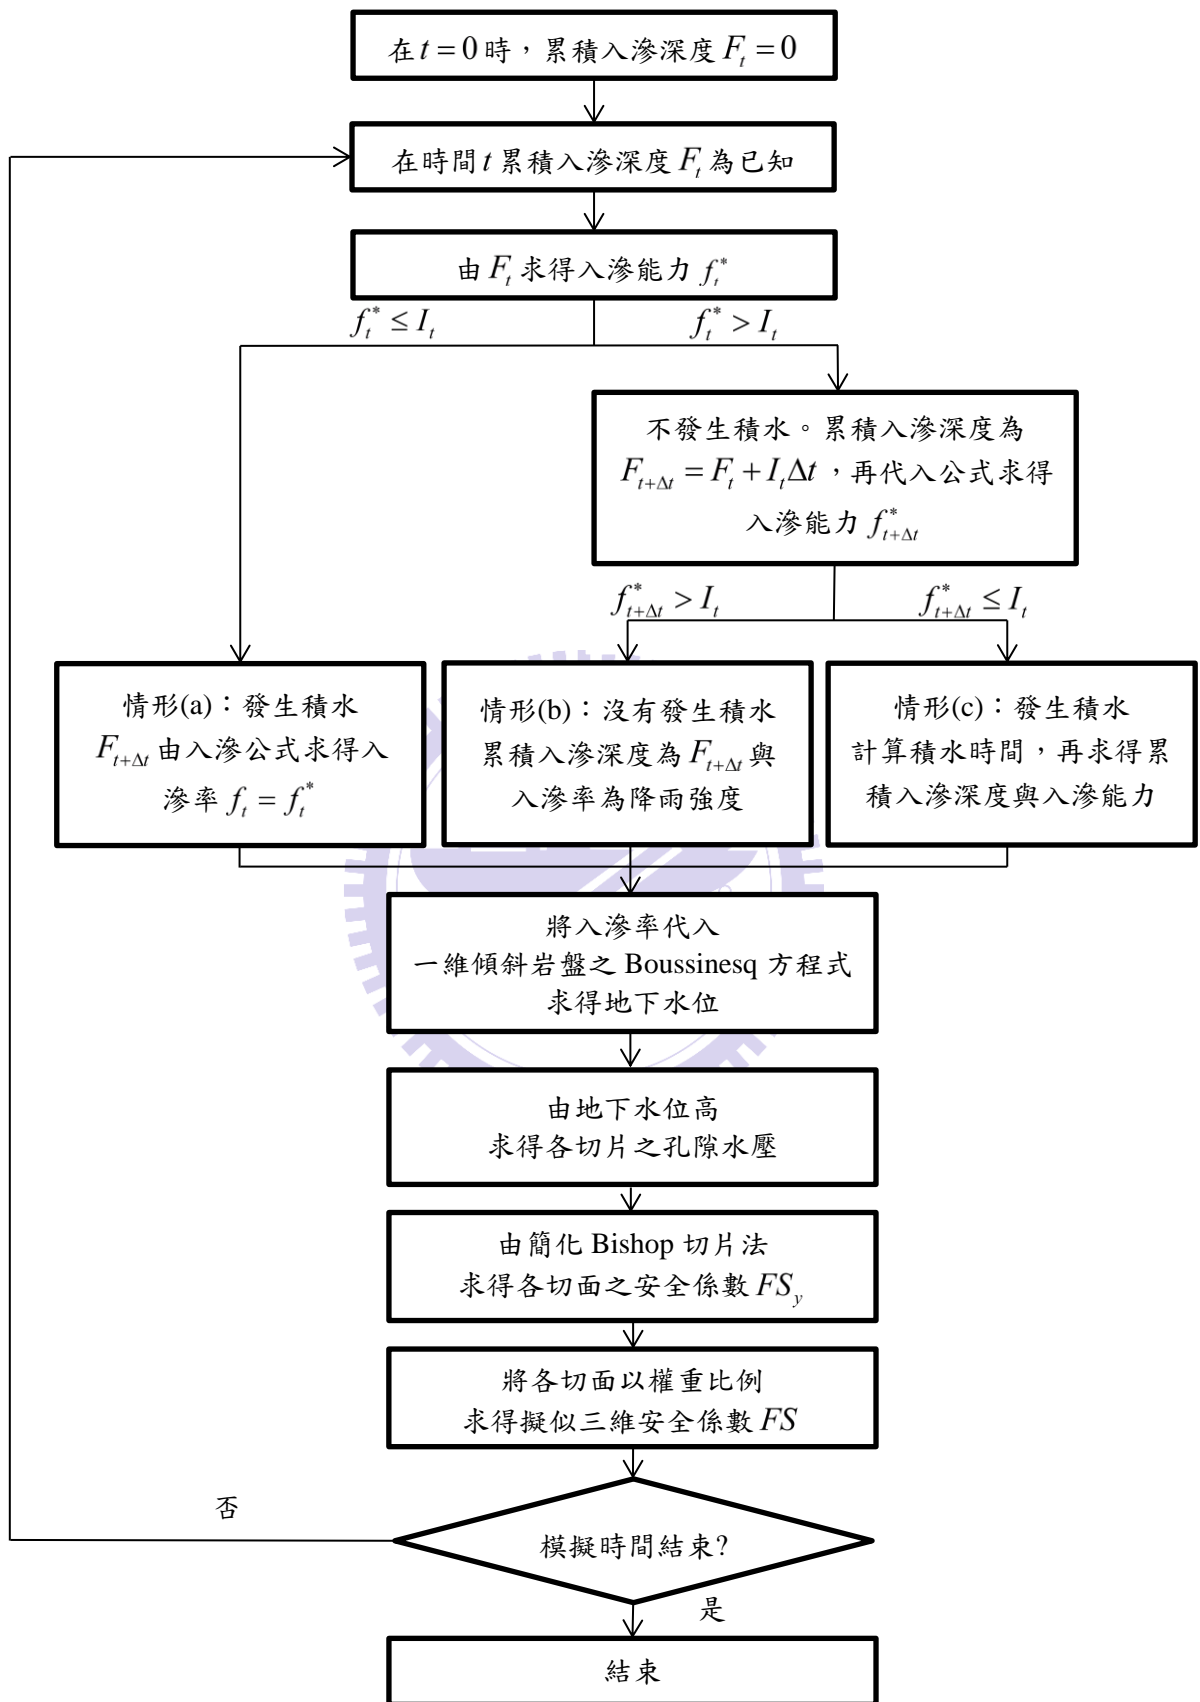 在 t = 0 時，累積入滲深度 F_t = 0
在時間 t 累積入滲深度 F_t 為已知
由 F_t 求得入滲能力 f_t^*
f_t^* ≤ I_t
f_t^* > I_t
不發生積水。累積入滲深度為
F_{t+Δt} = F_t + I_tΔt，再代入公式求得
入滲能力 f_{t+Δt}^*
f_{t+Δt}^* > I_t
f_{t+Δt}^* ≤ I_t
情形(a)：發生積水
F_{t+Δt} 由入滲公式求得入
滲率 f_t = f_t^*
情形(b)：沒有發生積水
累積入滲深度為 F_{t+Δt} 與
入滲率為降雨強度
情形(c)：發生積水
計算積水時間，再求得累
積入滲深度與入滲能力
將入滲率代入
一維傾斜岩盤之 Boussinesq 方程式
求得地下水位
由地下水位高
求得各切片之孔隙水壓
由簡化 Bishop 切片法
求得各切面之安全係數 FS_y
將各切面以權重比例
求得擬似三維安全係數 FS
否
模擬時間結束?
是
結束